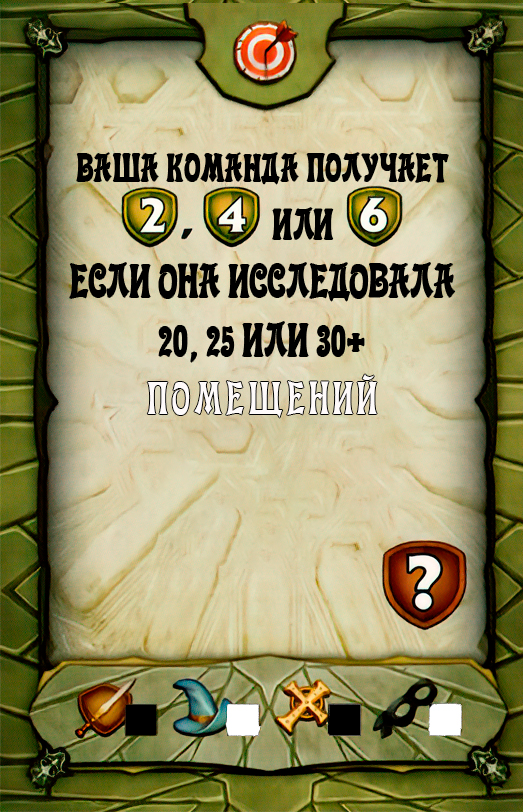 ВАША КОМАНДА ПОЛУЧАЕТ
2, 4 ИЛИ 6
ЕСЛИ ОНА ИССЛЕДОВАЛА
20, 25 ИЛИ 30+
ПОМЕЩЕНИЙ
?